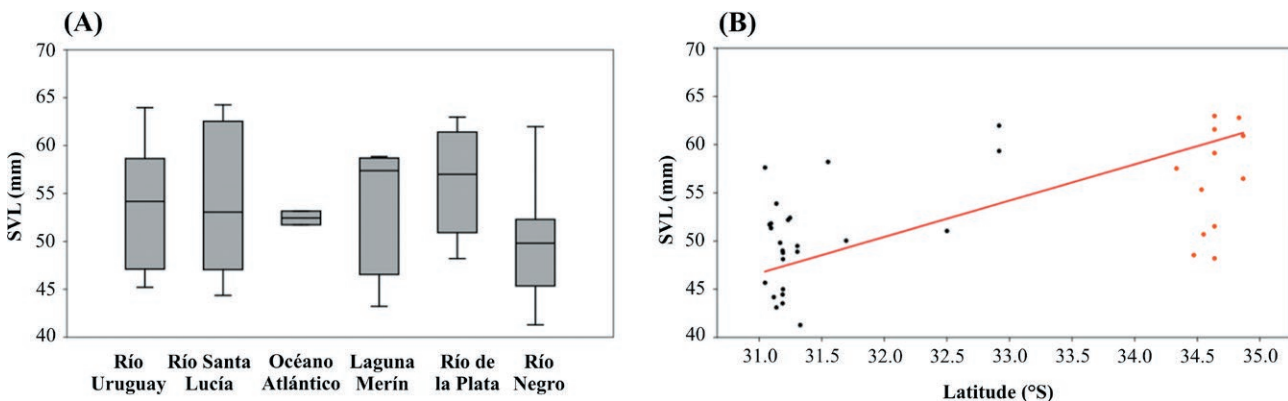 (A)
SVL (mm)
70
65
60
55
50
45
40
Río
Uruguay
Río Santa
Lucía
Océano
Atlántico
Laguna
Merín
Río de
la Plata
Río
Negro
(B)
SVL (mm)
70
65
60
55
50
45
40
31.0 31.5 32.0 32.5 33.0 33.5 34.0 34.5 35.0
Latitude (°S)